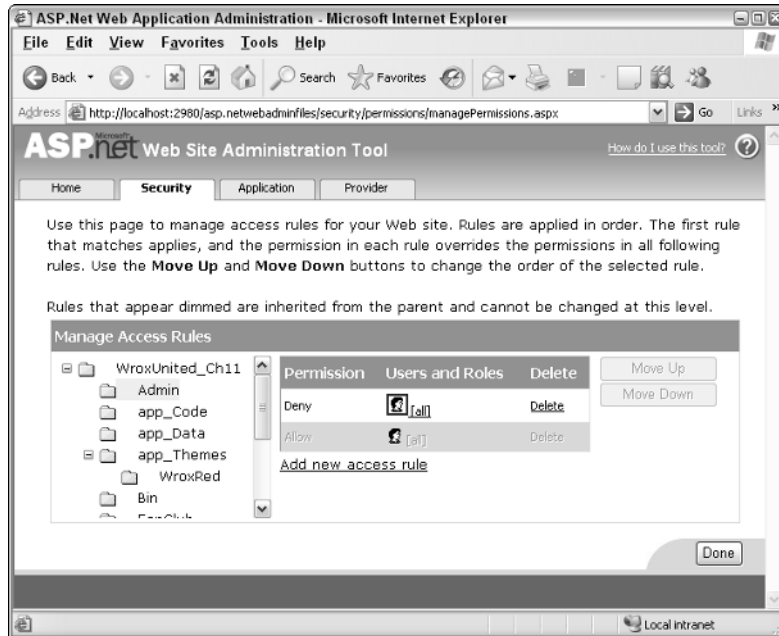 ASP.Net Web Application Administration - Microsoft Internet Explorer
File Edit View Favorites Tools Help
Back Search Favorites
Address http://localhost:2980/asp.netwebadminfiles/security/permissions/managePermissions.aspx Go Links »
Microsoft
ASP.net Web Site Administration Tool How do I use this tool? ?
Home Security Application Provider
Use this page to manage access rules for your Web site. Rules are applied in order. The first rule
that matches applies, and the permission in each rule overrides the permissions in all following
rules. Use the Move Up and Move Down buttons to change the order of the selected rule.
Rules that appear dimmed are inherited from the parent and cannot be changed at this level.
Manage Access Rules
WroxUnited_Ch11
Admin
app_Code
app_Data
app_Themes
WroxRed
Bin
Permission Users and Roles Delete
Deny [all] Delete
Allow [all] Delete
Add new access rule
Move Up
Move Down
Done
Local intranet